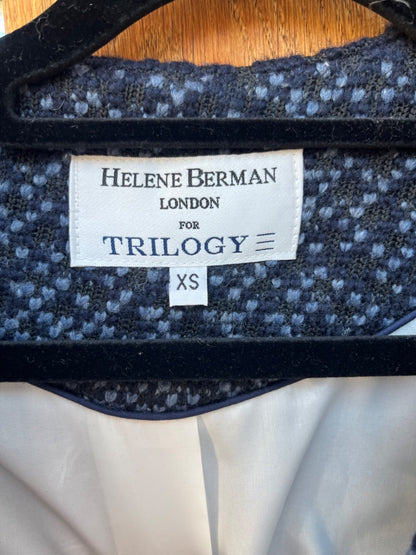 HELENE BERMAN
LONDON
FOR
TRILOGY
XS